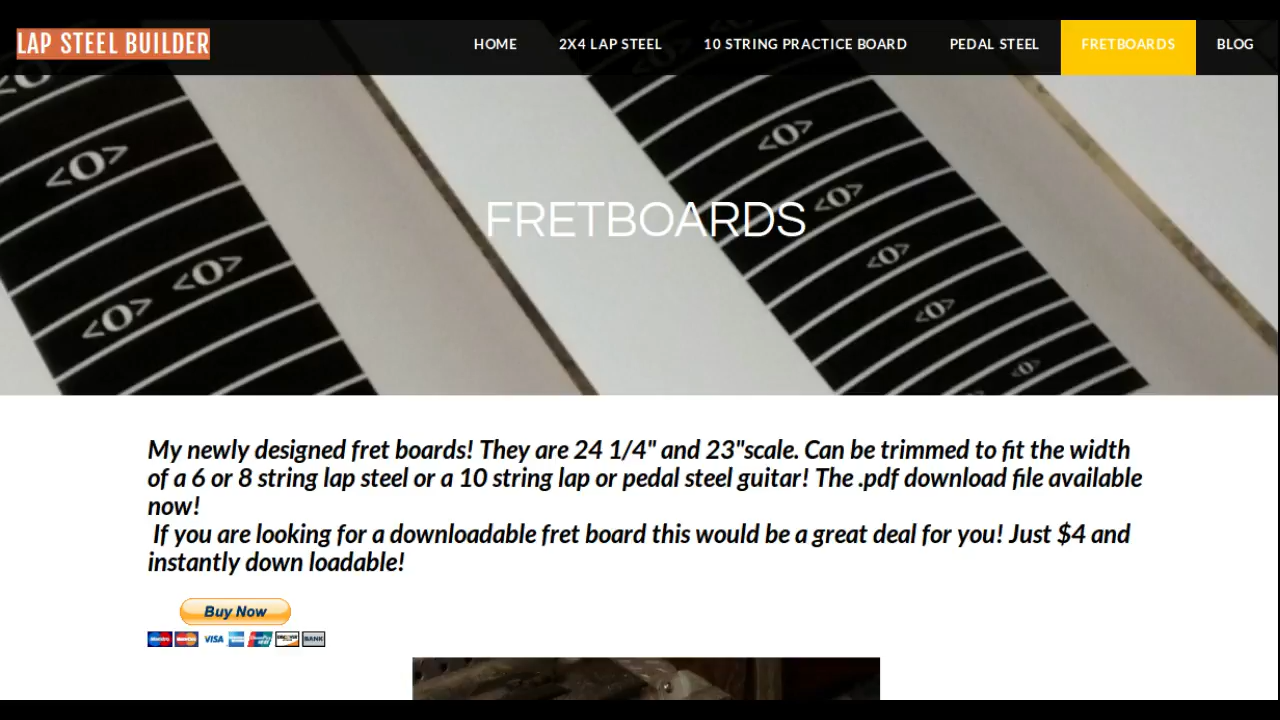 LAP STEEL BUILDER
HOME 2X4 LAP STEEL 10 STRING PRACTICE BOARD PEDAL STEEL FRETBOARDS BLOG
<O>
<O>
<O>
<O>
FRETBOARDS
<O>
<O>
<O>
<O>
<O>
My newly designed fret boards! They are 24 1/4" and 23"scale. Can be trimmed to fit the width
of a 6 or 8 string lap steel or a 10 string lap or pedal steel guitar! The .pdf download file available
now!
If you are looking for a downloadable fret board this would be a great deal for you! Just $4 and
instantly down loadable!
Buy Now
VISA BANK